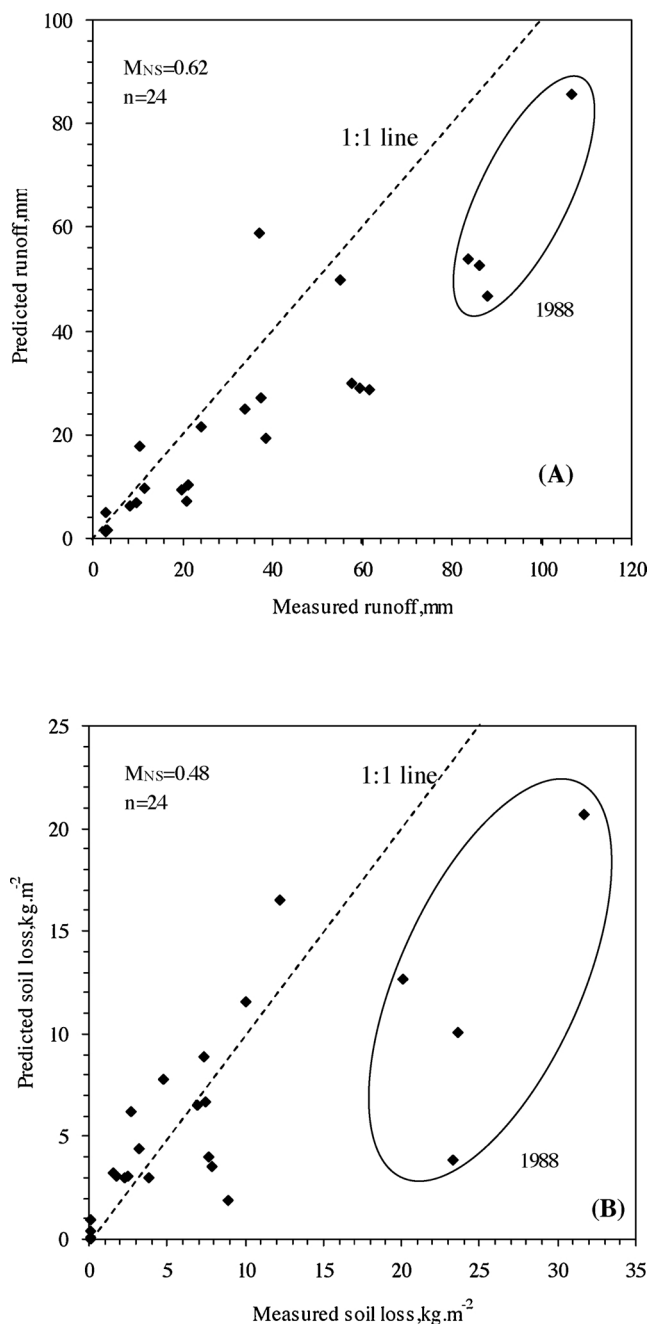 100
80
60
40
20
0
Predicted runoff,mm
MNS=0.62
n=24
1:1 line
1988
(A)
0 20 40 60 80 100 120
Measured runoff,mm
25
20
15
10
5
0
Predicted soil loss,kg.m-2
MNS=0.48
n=24
1:1 line
1988
(B)
0 5 10 15 20 25 30 35
Measured soil loss,kg.m-2